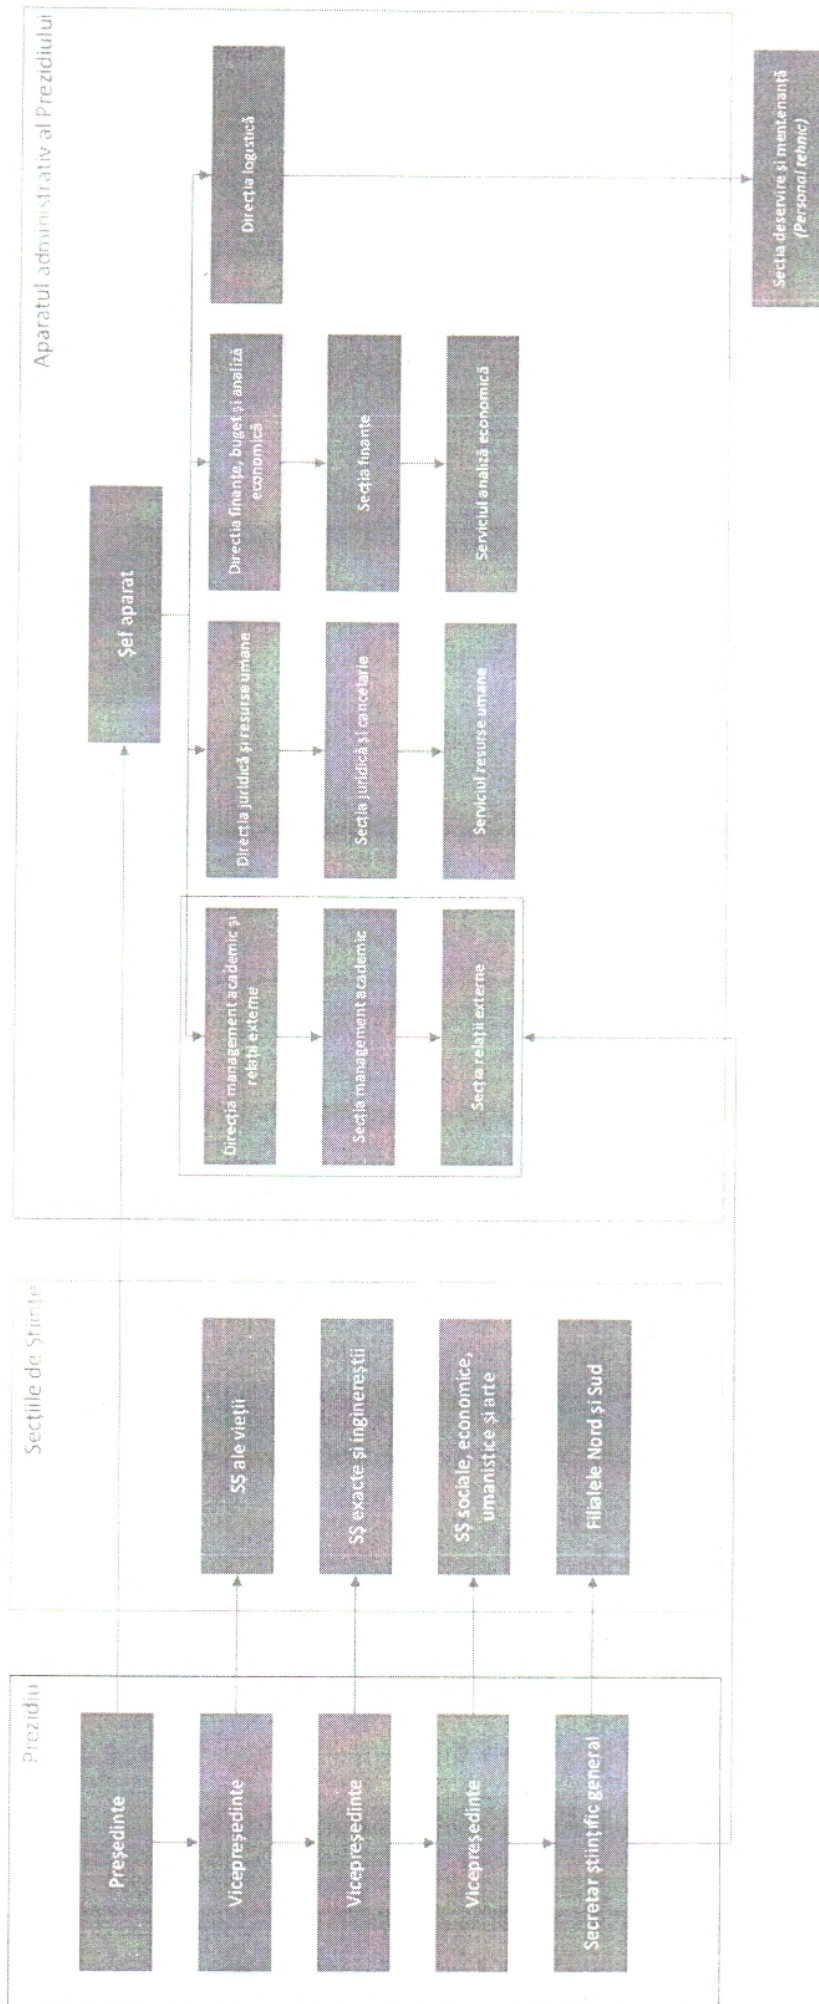 Prezidiu
Președinte
Vicepreședinte
Vicepreședinte
Vicepreședinte
Secretar științific general
Secțiile de Științe
SȘ ale vieții
SȘ exacte și inginerești
SȘ sociale, economice,
umanistice și arte
Filialele Nord și Sud
Aparatul administrativ al Prezidiului
Șef aparat
Direcția management academic și
relații externe
Secția management academic
Secția relații externe
Direcția juridică și resurse umane
Secția juridică și cancelarie
Serviciul resurse umane
Direcția finanțe, buget și analiză
economică
Secția finanțe
Serviciul analiză economică
Direcția logistică
Secția deservire și mentenanță
(Personal tehnic)